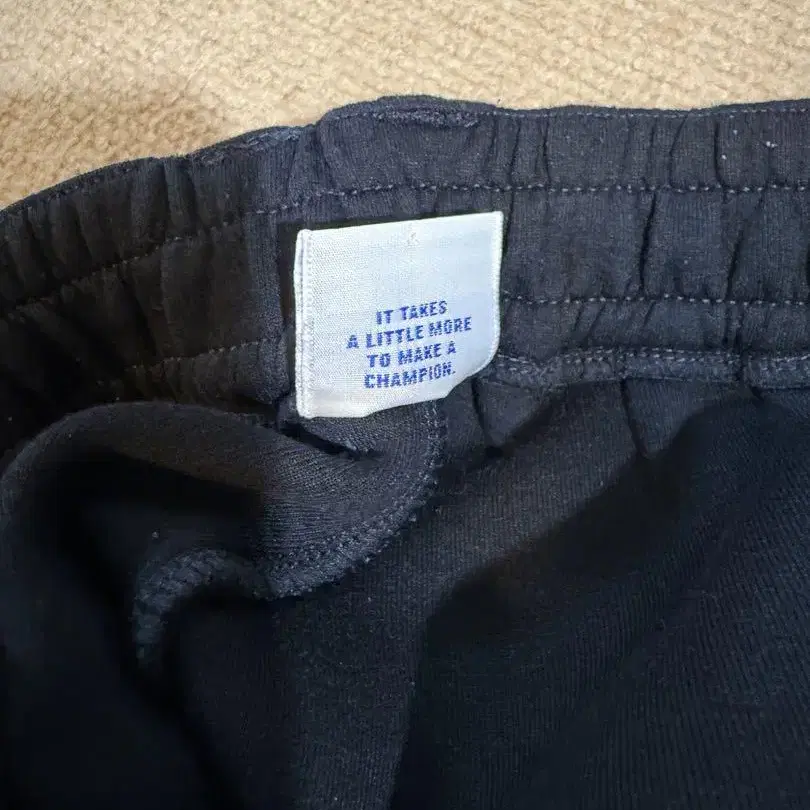 IT TAKES
A LITTLE MORE
TO MAKE A
CHAMPION.